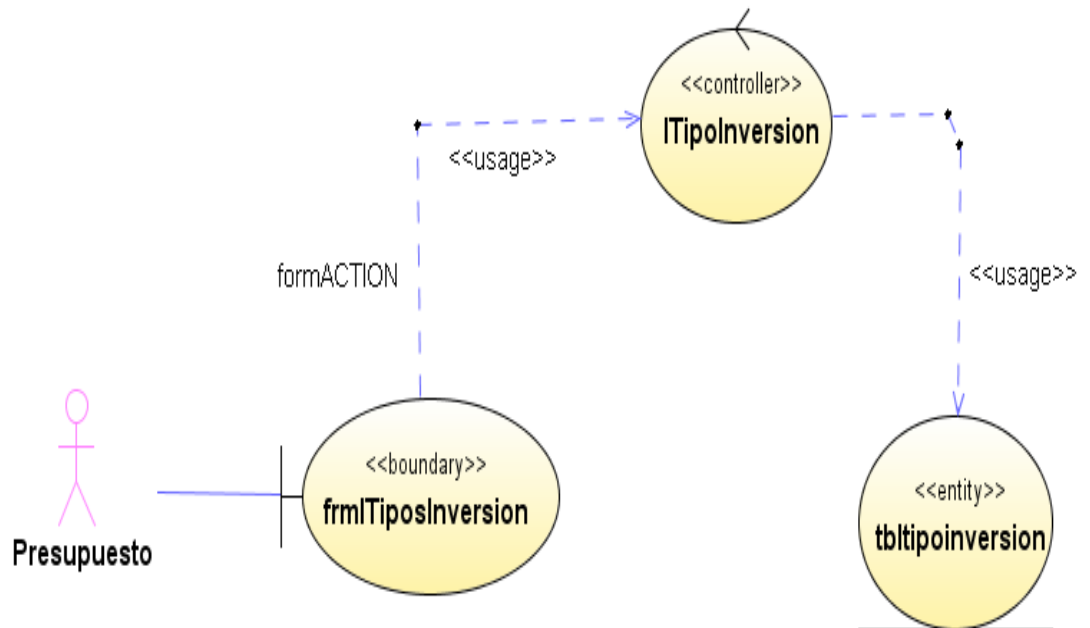 <<controller>>
ITipoInversion
<<usage>>
formACTION
<<usage>>
<<boundary>>
frmITiposInversion
<<entity>>
tbltipoinversion
Presupuesto